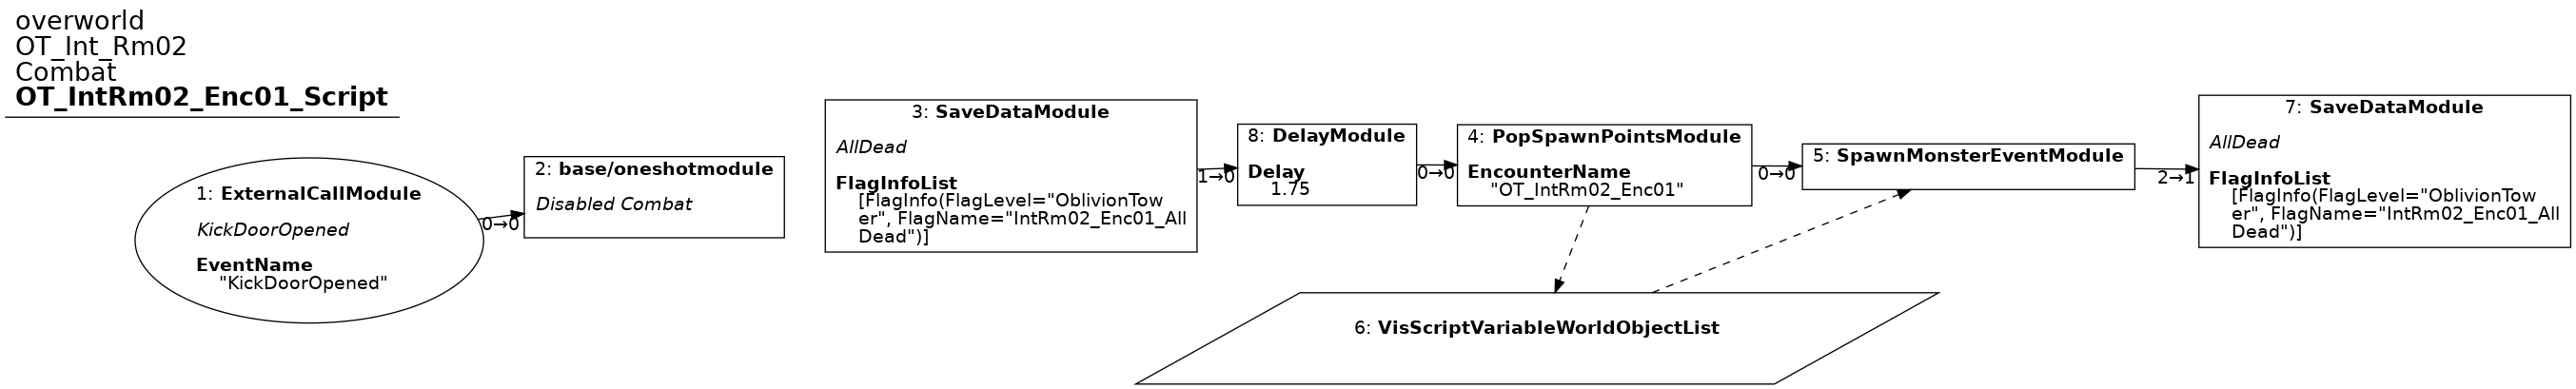 overworld
OT_Int_Rm02
Combat
OT_IntRm02_Enc01_Script
1: ExternalCallModule
KickDoorOpened
EventName
"KickDoorOpened"
0→0
2: base/oneshotmodule
Disabled Combat
3: SaveDataModule
AllDead
FlagInfoList
[FlagInfo(FlagLevel="OblivionTow
er", FlagName="IntRm02_Enc01_All
Dead")]
1→0
8: DelayModule
Delay
1.75
0→0
4: PopSpawnPointsModule
EncounterName
"OT_IntRm02_Enc01"
0→0
5: SpawnMonsterEventModule
2→1
7: SaveDataModule
AllDead
FlagInfoList
[FlagInfo(FlagLevel="OblivionTow
er", FlagName="IntRm02_Enc01_All
Dead")]
6: VisScriptVariableWorldObjectList